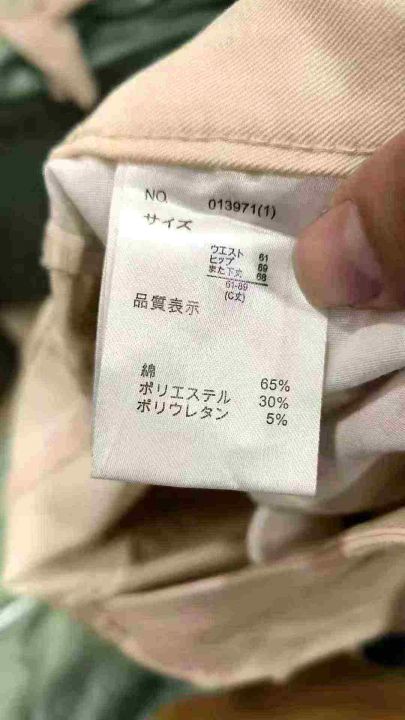 NO 013971(1)
サイズ
ウエスト 61
ヒップ 89
また下丈 68
61-89
(C丈)
品質表示
綿 65%
ポリエステル 30%
ポリウレタン 5%